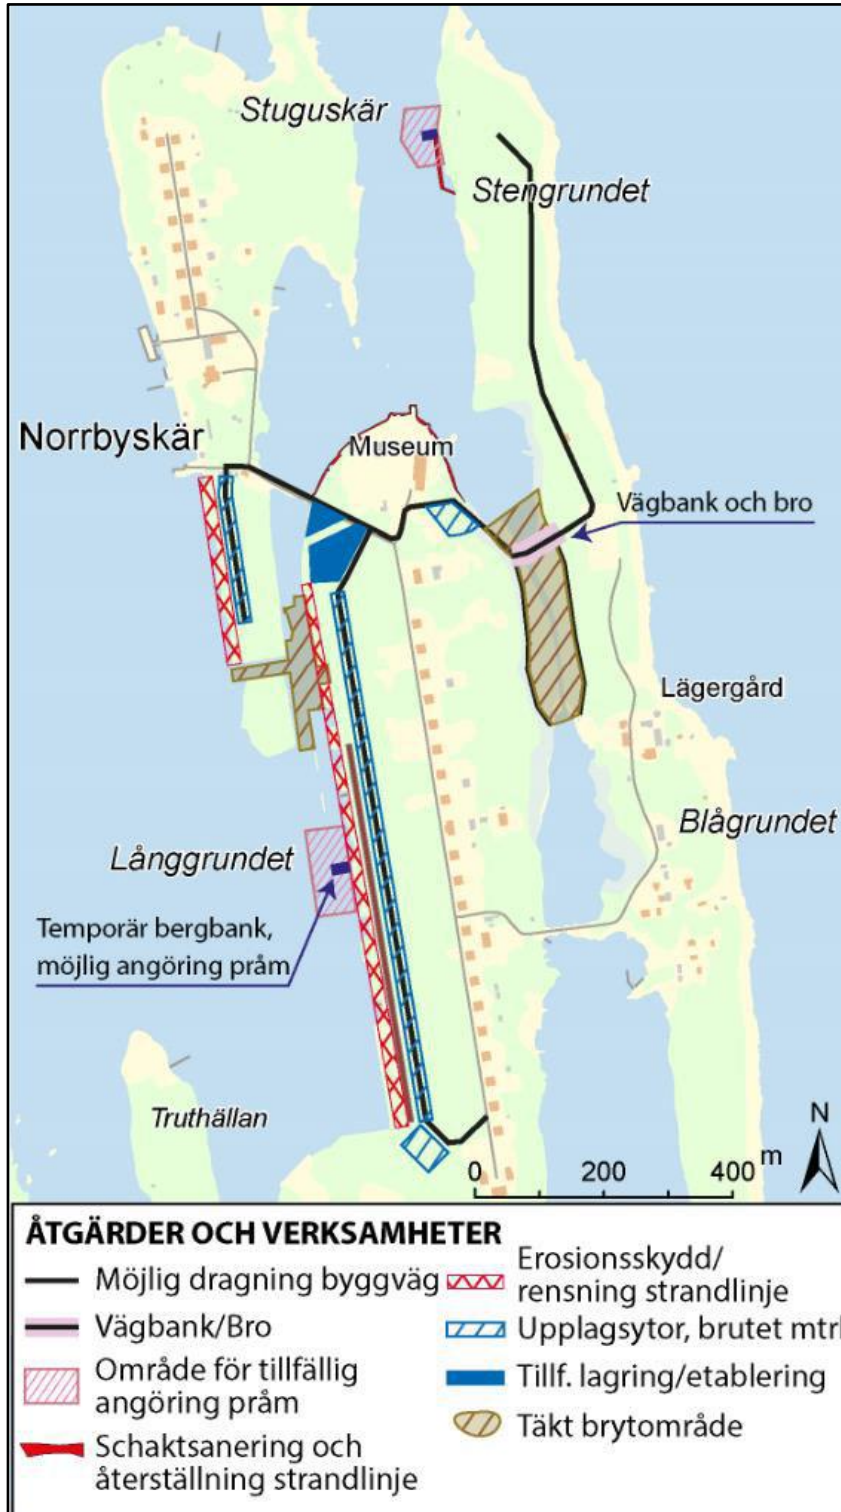 Stuguskär
Stengrundet
Norrbyskär
Museum
Vägbank och bro
Lägergård
Blågrundet
Långgrundet
Temporär bergbank,
möjlig angöring pråm
Truthällan
N
0 200 400 m
ÅTGÄRDER OCH VERKSAMHETER
Möjlig dragning byggväg
Vägbank/Bro
Område för tillfällig
angöring pråm
Schaktsanering och
återställning strandlinje
Erosionsskydd/
rensning strandlinje
Upplagsytor, brutet mtrl
Tillf. lagring/etablering
Täkt brytområde